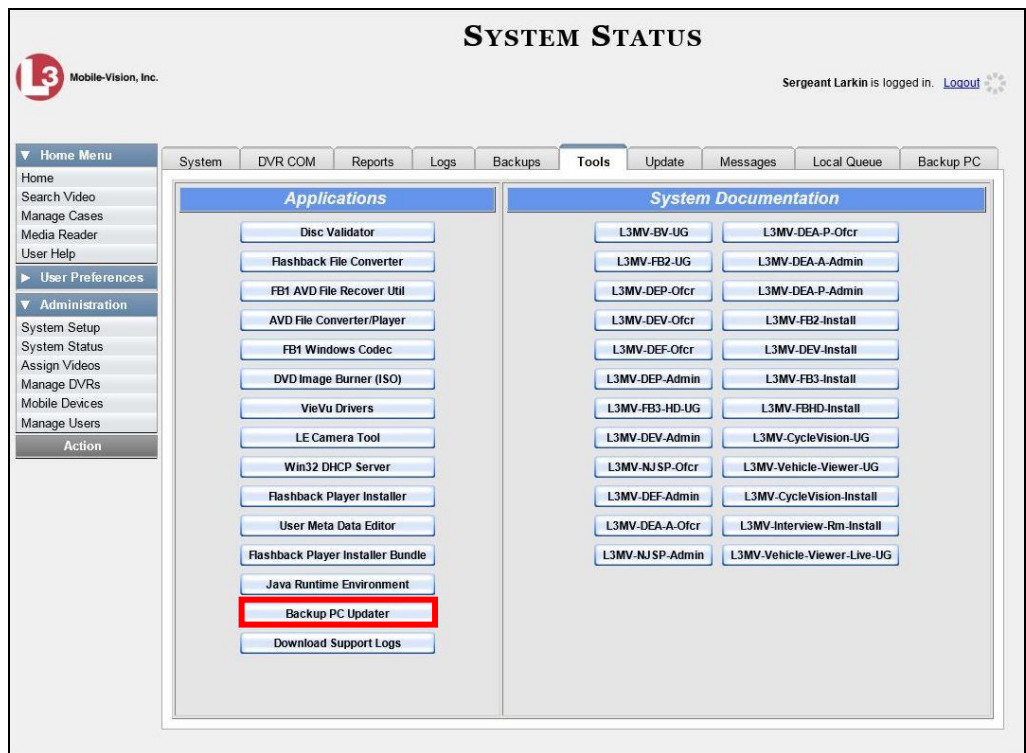 SYSTEM STATUS
L3 Mobile-Vision, Inc.
Sergeant Larkin is logged in. Logout
▼ Home Menu
Home
Search Video
Manage Cases
Media Reader
User Help
▶ User Preferences
▼ Administration
System Setup
System Status
Assign Videos
Manage DVRs
Mobile Devices
Manage Users
Action
System DVR COM Reports Logs Backups Tools Update Messages Local Queue Backup PC
Applications
Disc Validator
Flashback File Converter
FB1 AVD File Recover Util
AVD File Converter/Player
FB1 Windows Codec
DVD Image Burner (ISO)
VieVu Drivers
LE Camera Tool
Win32 DHCP Server
Flashback Player Installer
User Meta Data Editor
Flashback Player Installer Bundle
Java Runtime Environment
Backup PC Updater
Download Support Logs
System Documentation
L3MV-BV-UG L3MV-DEA-P-Ofcr
L3MV-FB2-UG L3MV-DEA-A-Admin
L3MV-DEP-Ofcr L3MV-DEA-P-Admin
L3MV-DEV-Ofcr L3MV-FB2-Install
L3MV-DEF-Ofcr L3MV-DEV-Install
L3MV-DEP-Admin L3MV-FB3-Install
L3MV-FB3-HD-UG L3MV-FBHD-Install
L3MV-DEV-Admin L3MV-CycleVision-UG
L3MV-NJSP-Ofcr L3MV-Vehicle-Viewer-UG
L3MV-DEF-Admin L3MV-CycleVision-Install
L3MV-DEA-A-Ofcr L3MV-Interview-Rm-Install
L3MV-NJSP-Admin L3MV-Vehicle-Viewer-Live-UG